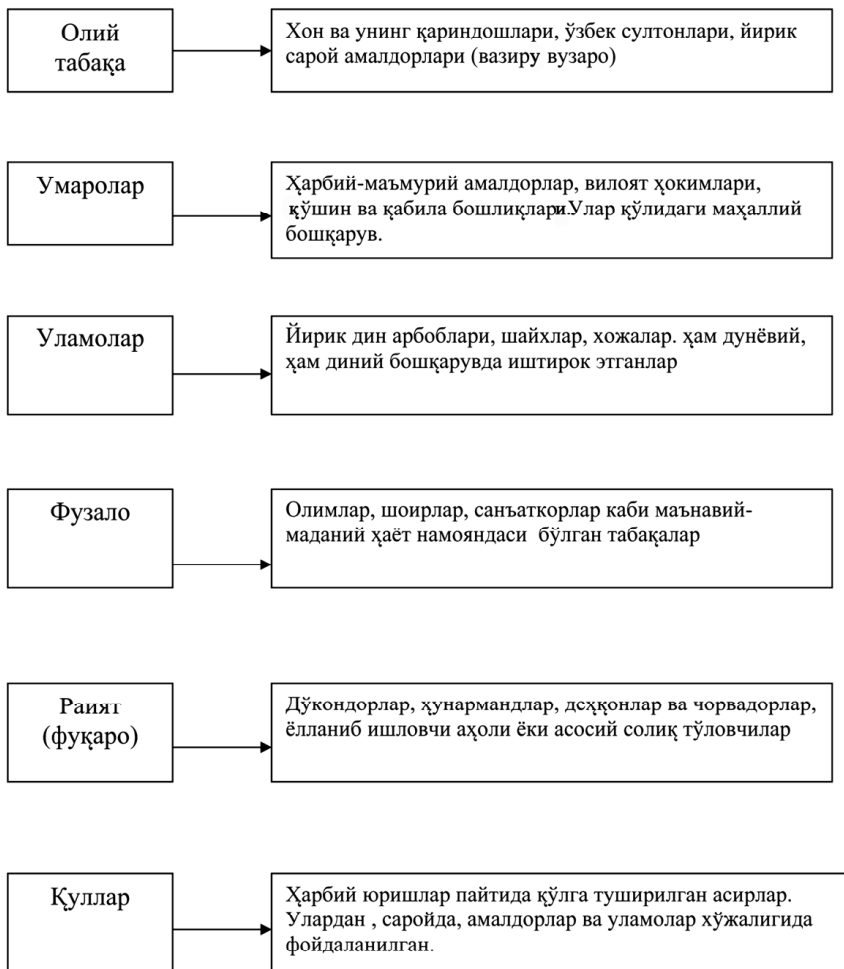 Олий
табақа
Хон ва унинг қариндошлари, ўзбек султонлари, йирик
сарой амалдорлари (вазиру вузаро)
Умаролар
Ҳарбий-маъмурий амалдорлар, вилоят ҳокимлари,
қўшин ва қабила бошлиқлари.Улар қўлидаги маҳаллий
бошқарув.
Уламолар
Йирик дин арбоблари, шайхлар, хожалар. ҳам дунёвий,
ҳам диний бошқарувда иштирок этганлар
Фузало
Олимлар, шоирлар, санъаткорлар каби маънавий-
маданий ҳаёт намояндаси бўлган табақалар
Раият
(фуқаро)
Дўкондорлар, ҳунармандлар, деҳқонлар ва чорвадорлар,
ёлланиб ишловчи аҳоли ёки асосий солиқ тўловчилар
Қуллар
Ҳарбий юришлар пайтида қўлга туширилган асирлар.
Улардан , саройда, амалдорлар ва уламолар хўжалигида
фойдаланилган.